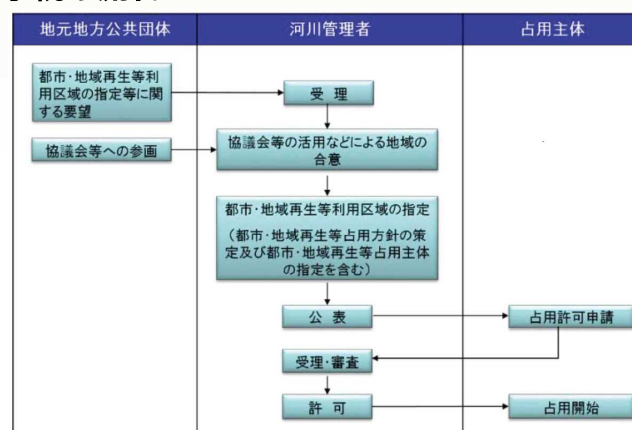 地元地方公共団体
河川管理者
占用主体
都市・地域再生等利
用区域の指定等に関
する要望
受 理
協議会等への参画
協議会等の活用などによる地域の
合意
都市・地域再生等利用区域の指定
（都市・地域再生等占用方針の策
定及び都市・地域再生等占用主体
の指定を含む）
公 表
占用許可申請
受理・審査
許 可
占用開始